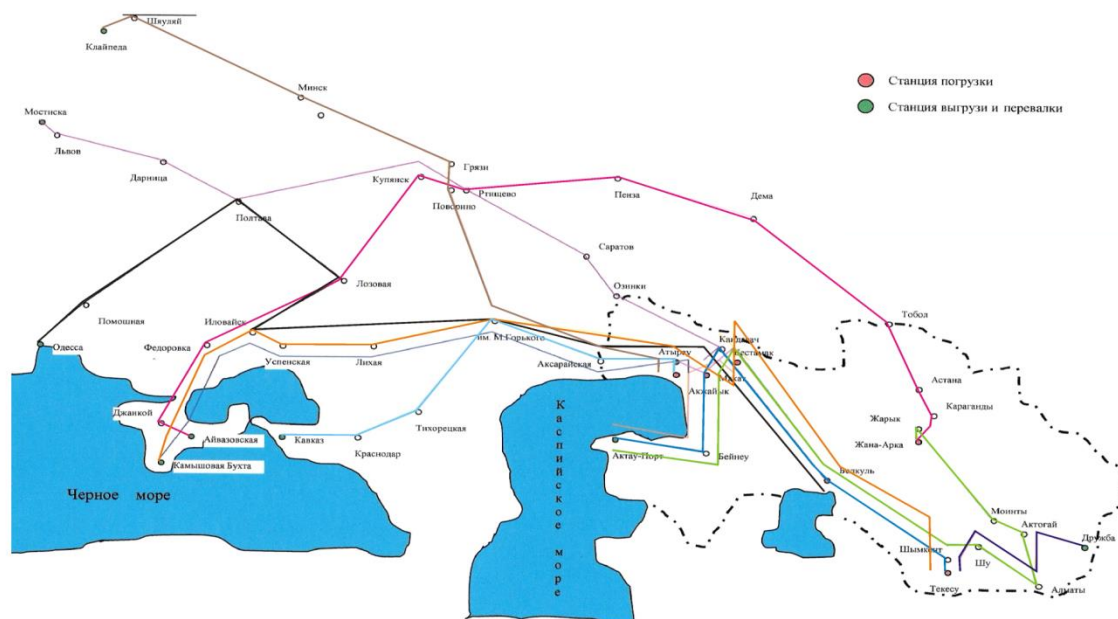 Шяуляй
Клайпеда
Минск
Станция погрузки
Станция выгрузи и перевалки
Мостиска
Львов
Дарница
Грязи
Купянск
Ртищево
Поворино
Пенза
Дема
Полтава
Саратов
Озинки
Лозовая
Помошная
Иловайск
Тобол
Одесса
Федоровка
Успенская
Лихая
им. М.Горького
Аксарайская
Атырау
Кандагач
Бестамак
Макат
Акжайык
Астана
Караганды
Жарык
Жана-Арка
Джанкой
Айвазовская
Кавказ
Тихорецкая
Краснодар
Камышовая Бухта
Каспийское море
Актау-Порт
Бейнеу
Черное море
Моинты
Актогай
Дружба
Шымкент
Шу
Текесу
Алматы